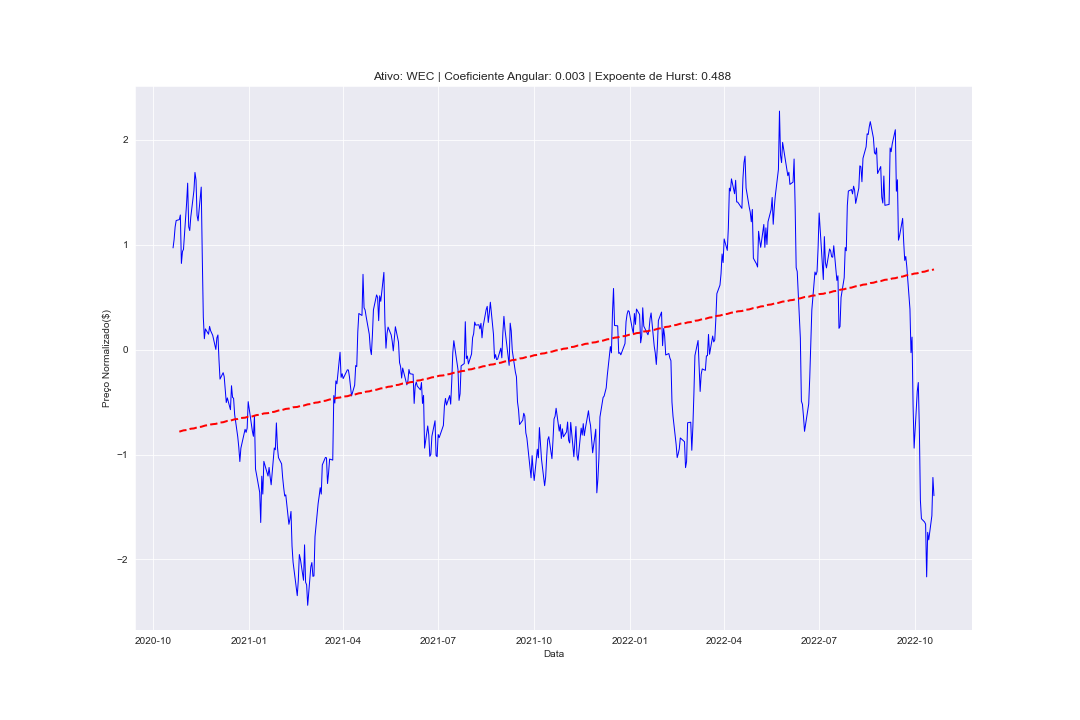 Ativo: WEC | Coeficiente Angular: 0.003 | Expoente de Hurst: 0.488
Preço Normalizado($)
2
1
0
−1
−2
2020-10 2021-01 2021-04 2021-07 2021-10 2022-01 2022-04 2022-07 2022-10
Data